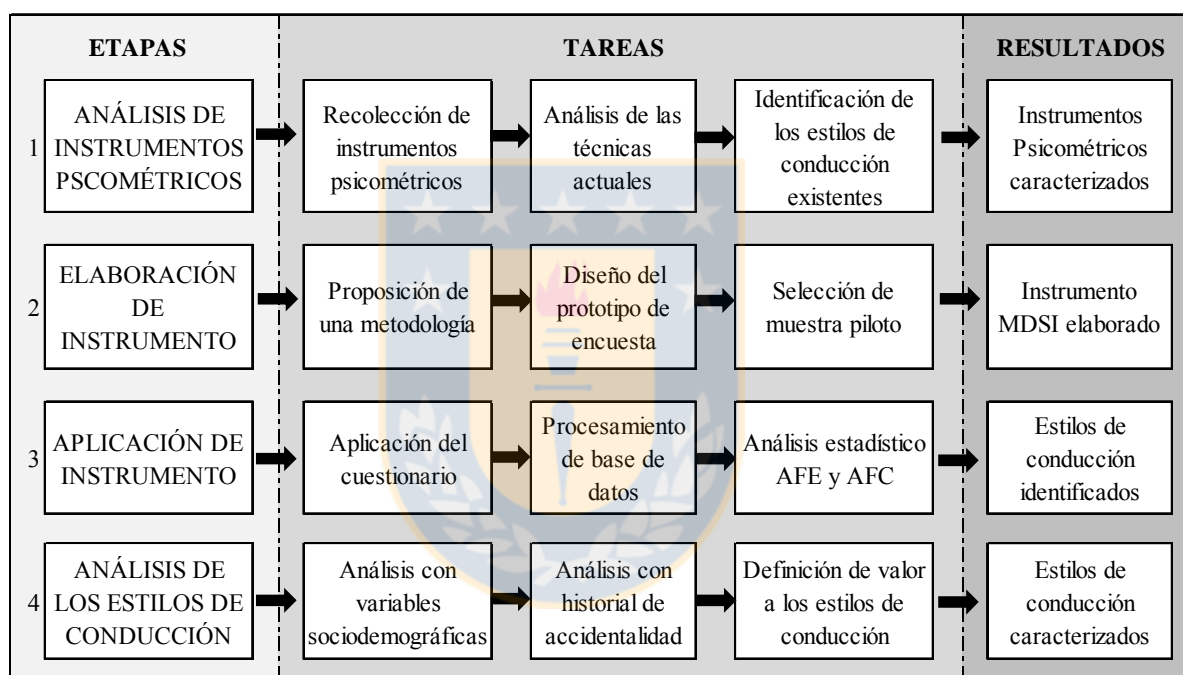 ETAPAS
TAREAS
RESULTADOS
1
ANÁLISIS DE
INSTRUMENTOS
PSCOMÉTRICOS
Recolección de
instrumentos
psicométricos
Análisis de las
técnicas
actuales
Identificación de
los estilos de
conducción
existentes
Instrumentos
Psicométricos
caracterizados
2
ELABORACIÓN
DE
INSTRUMENTO
Proposición de
una metodología
Diseño del
prototipo de
encuesta
Selección de
muestra piloto
Instrumento
MDSI elaborado
3
APLICACIÓN DE
INSTRUMENTO
Aplicación del
cuestionario
Procesamiento
de base de
datos
Análisis estadístico
AFE y AFC
Estilos de
conducción
identificados
4
ANÁLISIS DE
LOS ESTILOS DE
CONDUCCIÓN
Análisis con
variables
sociodemográficas
Análisis con
historial de
accidentalidad
Definición de valor
a los estilos de
conducción
Estilos de
conducción
caracterizados